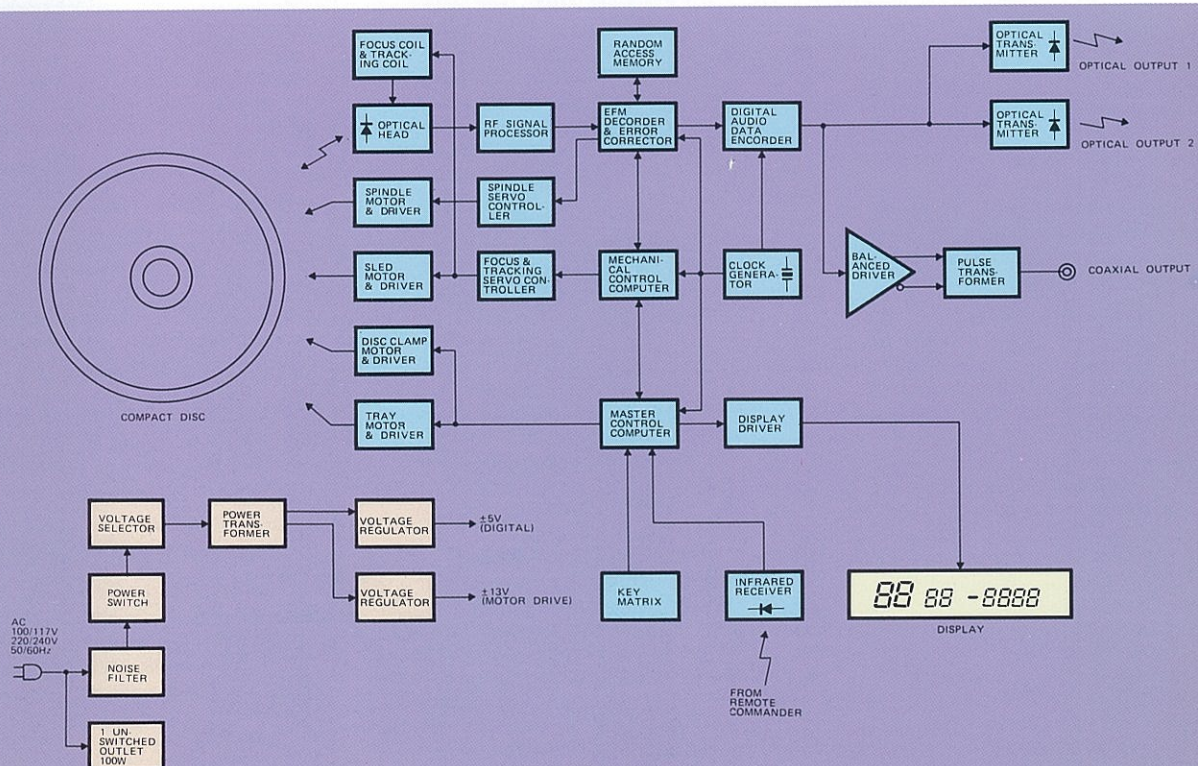 FOCUS COIL
& TRACK-
ING COIL
RANDOM
ACCESS
MEMORY
OPTICAL
TRANS-
MITTER
OPTICAL OUTPUT 1
OPTICAL
HEAD
RF SIGNAL
PROCESSOR
EFM
DECORDER
& ERROR
CORRECTOR
DIGITAL
AUDIO
DATA
ENCORDER
OPTICAL
TRANS-
MITTER
OPTICAL OUTPUT 2
SPINDLE
MOTOR
& DRIVER
SPINDLE
SERVO
CONTROL-
LER
SLED
MOTOR
& DRIVER
FOCUS &
TRACKING
SERVO CON-
TROLLER
MECHANI-
CAL
CONTROL
COMPUTER
CLOCK
GENERA-
TOR
BAL-
ANCED
DRIVER
PULSE
TRANS-
FORMER
COAXIAL OUTPUT
DISC CLAMP
MOTOR
& DRIVER
COMPACT DISC
TRAY
MOTOR
& DRIVER
MASTER
CONTROL
COMPUTER
DISPLAY
DRIVER
VOLTAGE
SELECTOR
POWER
TRANS-
FORMER
VOLTAGE
REGULATOR
±5V
(DIGITAL)
POWER
SWITCH
VOLTAGE
REGULATOR
±13V
(MOTOR DRIVE)
KEY
MATRIX
INFRARED
RECEIVER
88 88 -8888
DISPLAY
AC
100/117V
220/240V
50/60Hz
NOISE
FILTER
FROM
REMOTE
COMMANDER
1 UN-
SWITCHED
OUTLET
100W